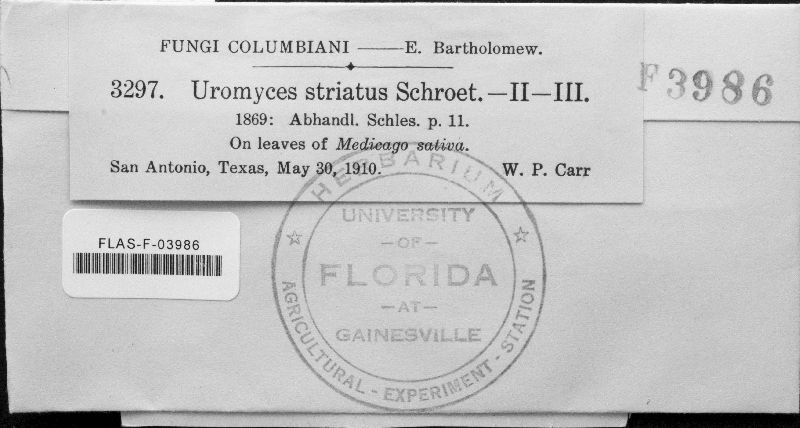 FUNGI COLUMBIANI —— E. Bartholomew.
3297. Uromyces striatus Schroet.—II—III.
1869: Abhandl. Schles. p. 11.
On leaves of Medicago sativa.
San Antonio, Texas, May 30, 1910. W. P. Carr
F3986
FLAS-F-03986
HERBARIUM
UNIVERSITY
—OF—
FLORIDA
—AT—
GAINESVILLE
AGRICULTURAL - EXPERIMENT - STATION